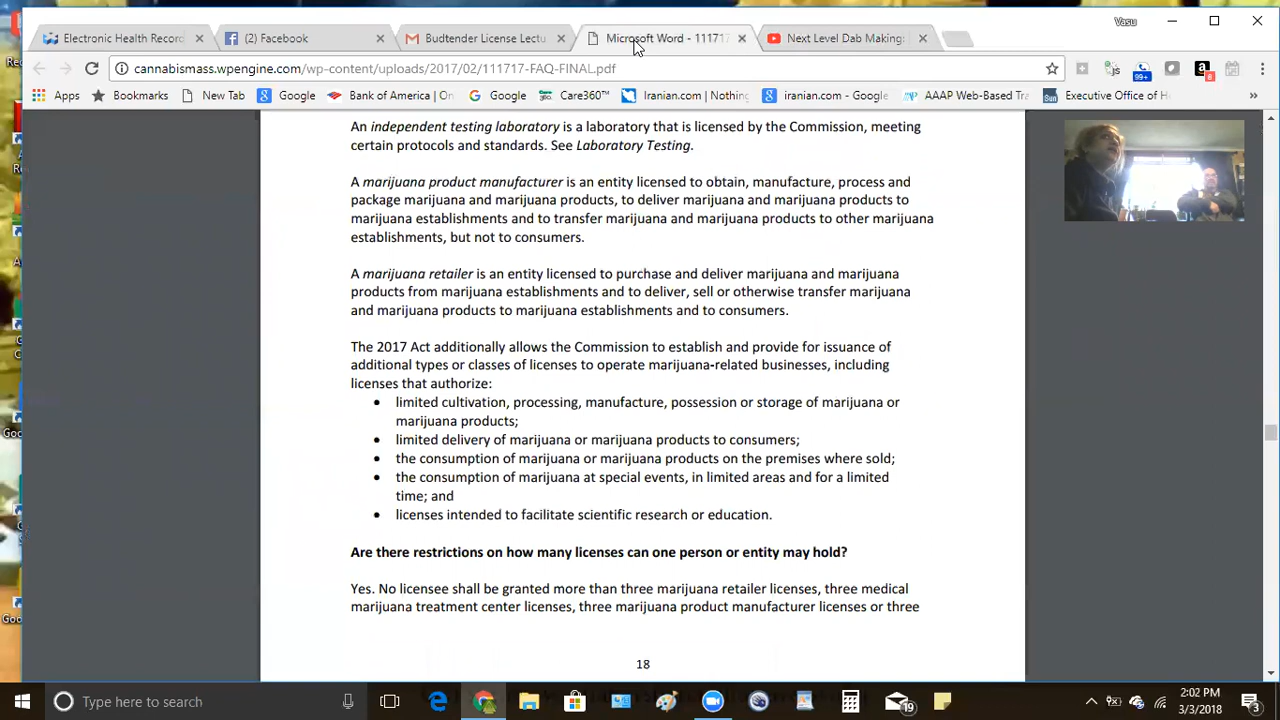 Vasu
Electronic Health Record
(2) Facebook
Budtender License Lectu
Microsoft Word - 111717
Next Level Dab Making:
cannabismass.wpengine.com/wp-content/uploads/2017/02/111717-FAQ-FINAL.pdf
Apps
Bookmarks
New Tab
Google
Bank of America | On
Google
Care360™
Iranian.com | Nothing
iranian.com - Google
AAAP Web-Based Tra
Executive Office of He
99+
8
An independent testing laboratory is a laboratory that is licensed by the Commission, meeting
certain protocols and standards. See Laboratory Testing.
A marijuana product manufacturer is an entity licensed to obtain, manufacture, process and
package marijuana and marijuana products, to deliver marijuana and marijuana products to
marijuana establishments and to transfer marijuana and marijuana products to other marijuana
establishments, but not to consumers.
A marijuana retailer is an entity licensed to purchase and deliver marijuana and marijuana
products from marijuana establishments and to deliver, sell or otherwise transfer marijuana
and marijuana products to marijuana establishments and to consumers.
The 2017 Act additionally allows the Commission to establish and provide for issuance of
additional types or classes of licenses to operate marijuana-related businesses, including
licenses that authorize:
• limited cultivation, processing, manufacture, possession or storage of marijuana or
marijuana products;
• limited delivery of marijuana or marijuana products to consumers;
• the consumption of marijuana or marijuana products on the premises where sold;
• the consumption of marijuana at special events, in limited areas and for a limited
time; and
• licenses intended to facilitate scientific research or education.
Are there restrictions on how many licenses can one person or entity may hold?
Yes. No licensee shall be granted more than three marijuana retailer licenses, three medical
marijuana treatment center licenses, three marijuana product manufacturer licenses or three
18
Type here to search
19
2:02 PM
3/3/2018
3